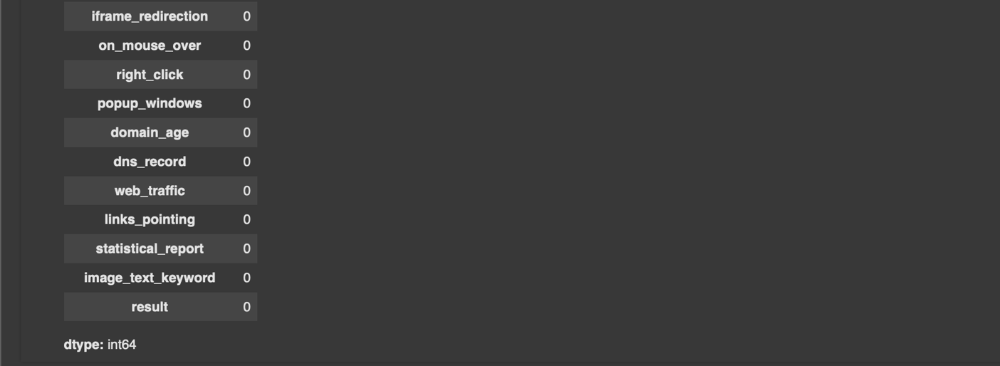 iframe_redirection 0
on_mouse_over 0
right_click 0
popup_windows 0
domain_age 0
dns_record 0
web_traffic 0
links_pointing 0
statistical_report 0
image_text_keyword 0
result 0
dtype: int64